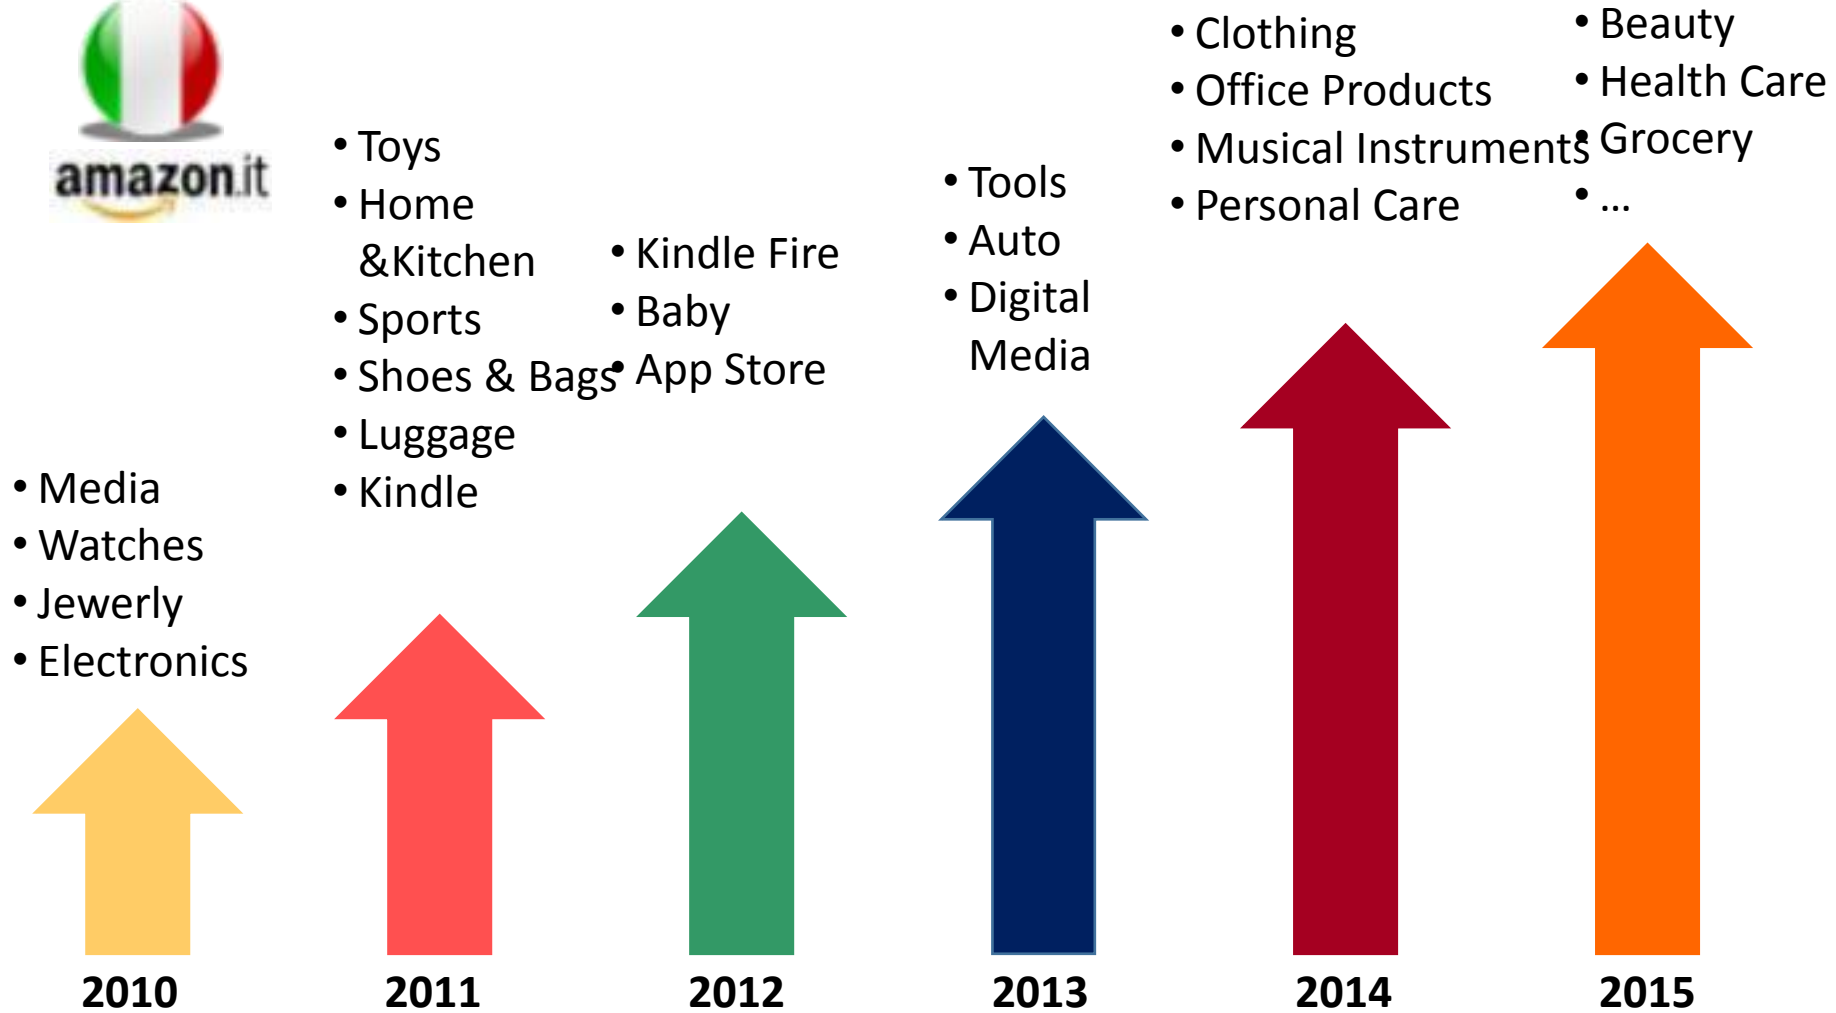 amazon.it
• Media
• Watches
• Jewerly
• Electronics
2010
• Toys
• Home
&Kitchen
• Sports
• Shoes & Bags
• Luggage
• Kindle
2011
• Kindle Fire
• Baby
• App Store
2012
• Tools
• Auto
• Digital
Media
2013
• Clothing
• Office Products
• Musical Instruments
• Personal Care
2014
• Beauty
• Health Care
• Grocery
• ...
2015